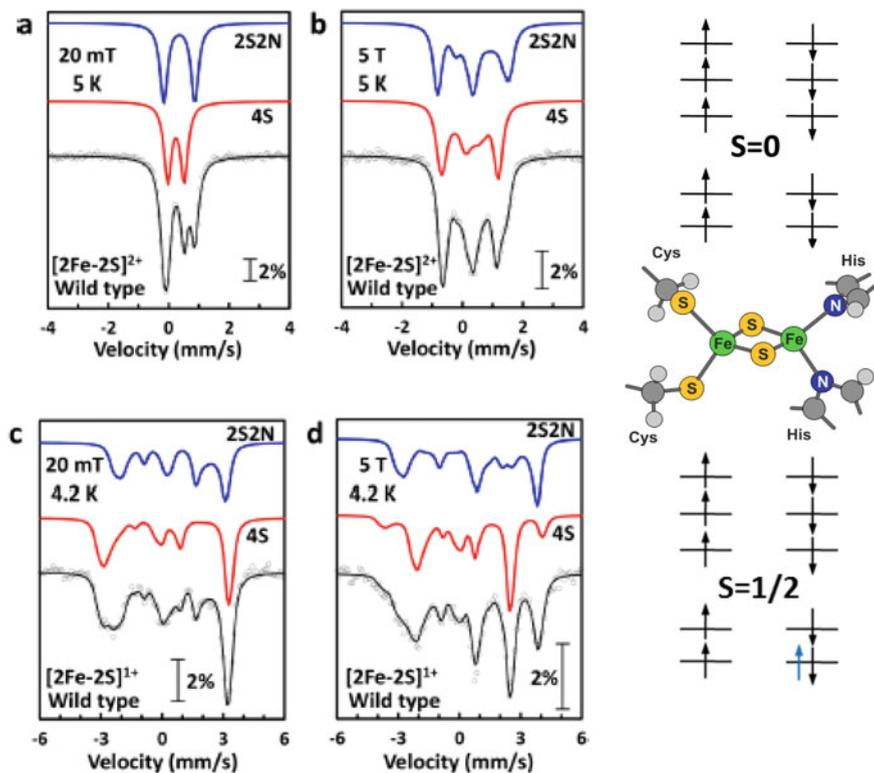 a
20 mT
5 K
2S2N
4S
[2Fe-2S]²⁺
Wild type
2%
-4 -2 0 2 4
Velocity (mm/s)
b
5 T
5 K
2S2N
4S
[2Fe-2S]²⁺
Wild type
2%
-4 -2 0 2 4
Velocity (mm/s)
S=0
Cys
His
S
S
N
Fe
Fe
S
S
N
Cys
His
c
20 mT
4.2 K
2S2N
4S
[2Fe-2S]¹⁺
Wild type
2%
-6 -3 0 3 6
Velocity (mm/s)
d
5 T
4.2 K
2S2N
4S
[2Fe-2S]¹⁺
Wild type
2%
-6 -3 0 3 6
Velocity (mm/s)
S=1/2